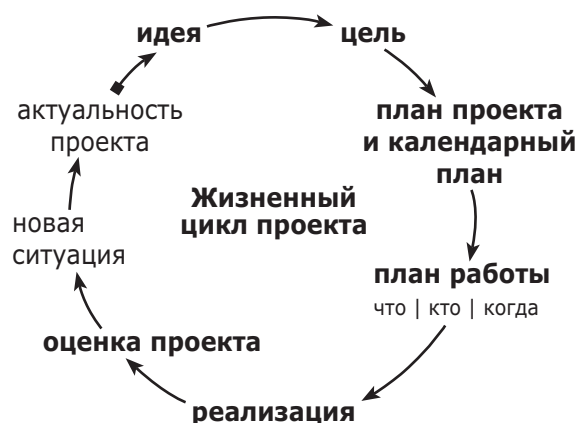 идея
цель
план проекта
и календарный
план
план работы
что | кто | когда
реализация
оценка проекта
новая
ситуация
актуальность
проекта
Жизненный
цикл проекта